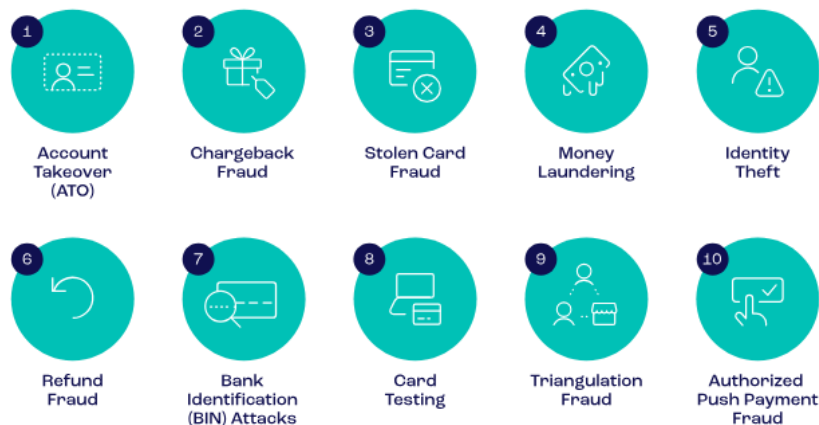 1
Account
Takeover
(ATO)
2
Chargeback
Fraud
3
Stolen Card
Fraud
4
Money
Laundering
5
Identity
Theft
6
Refund
Fraud
7
Bank
Identification
(BIN) Attacks
8
Card
Testing
9
Triangulation
Fraud
10
Authorized
Push Payment
Fraud